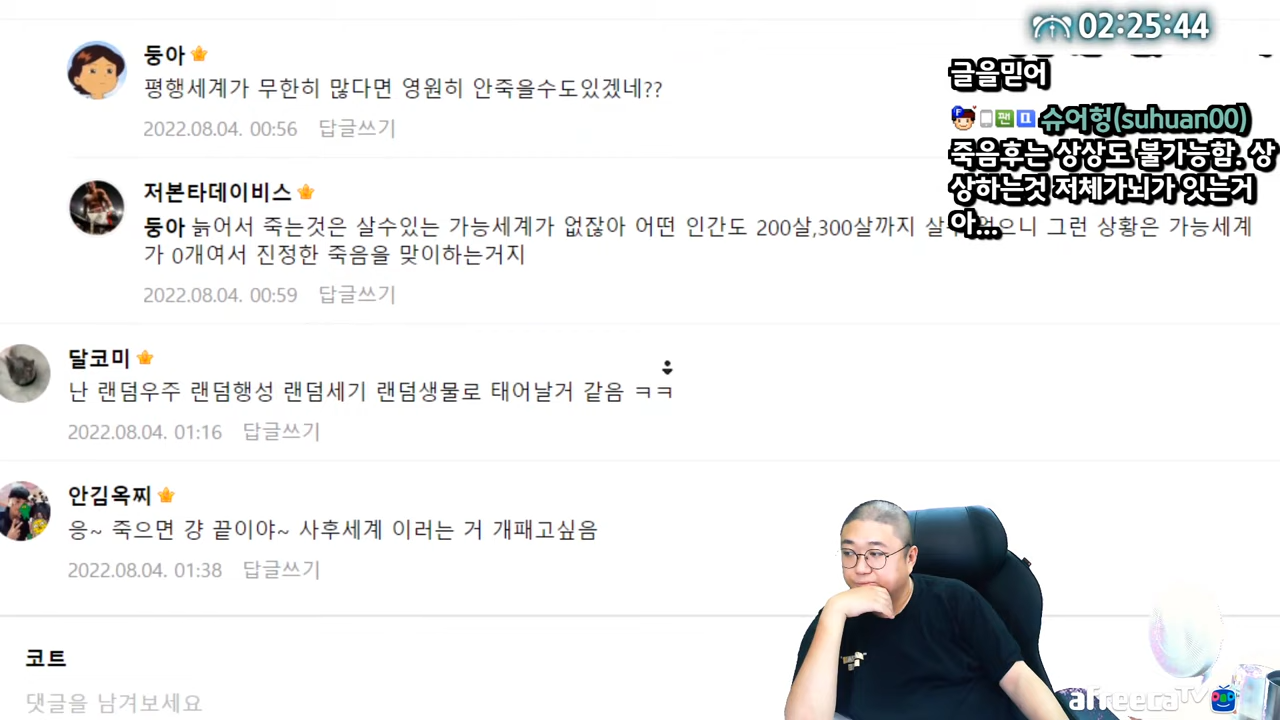 02:25:44
글을믿어
팬
슈어헝(suhuan00)
죽음후는 상상도 불가능함. 상
상하는것 저체가뇌가 잇는거
아...
둥아
평행세계가 무한히 많다면 영원히 안죽을수도있겠네??
2022.08.04. 00:56 답글쓰기
저본타데이비스
둥아 늙어서 죽는것은 살수있는 가능세계가 없잖아 어떤 인간도 200살,300살까지 살 으니 그런 상황은 가능세계
가 0개여서 진정한 죽음을 맞이하는거지
2022.08.04. 00:59 답글쓰기
달코미
난 랜덤우주 랜덤행성 랜덤세기 랜덤생물로 태어날거 같음 ㅋㅋ
2022.08.04. 01:16 답글쓰기
안김옥찌
응~ 죽으면 걍 끝이야~ 사후세계 이러는 거 개패고싶음
2022.08.04. 01:38 답글쓰기
코트
댓글을 남겨보세요
afreecaTV